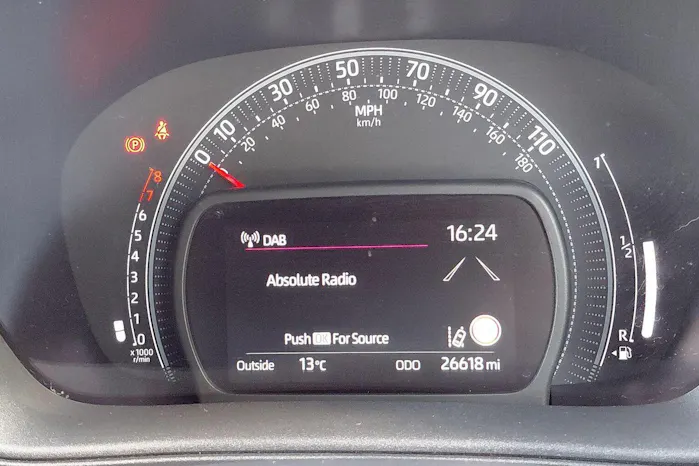 10 30 50 70 90 110
20 40 60 80 100 120 140 160 180
MPH
km/h
P
0
8
7
6
5
4
3
2
1
.0
x1000
r/min
1
1/2
R
DAB
16:24
Absolute Radio
Push OK For Source
Outside 13°C ODO 26618 mi